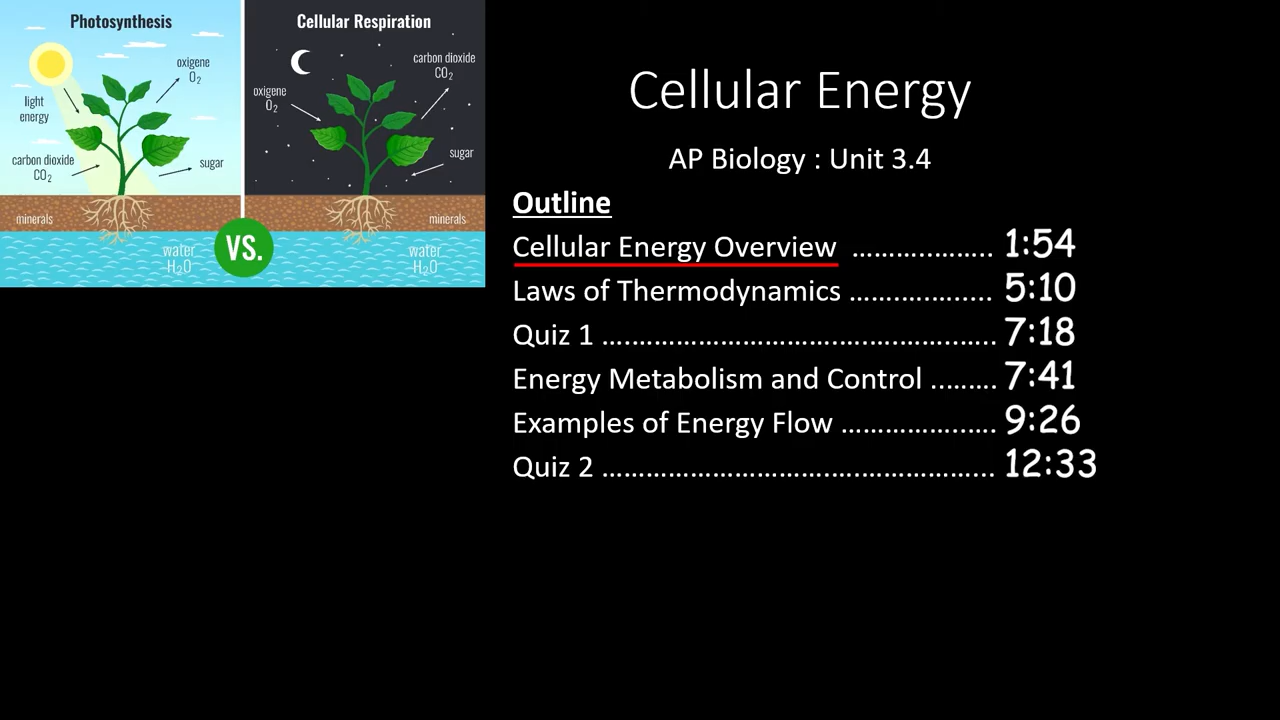 Photosynthesis
oxigene
O₂
light
energy
carbon dioxide
CO₂
sugar
minerals
water
H₂O
VS.
Cellular Respiration
carbon dioxide
CO₂
oxigene
O₂
sugar
minerals
water
H₂O
Cellular Energy
AP Biology : Unit 3.4
Outline
Cellular Energy Overview ………..……... 1:54
Laws of Thermodynamics ………..……... 5:10
Quiz 1 ….…………………………..…..……..…... 7:18
Energy Metabolism and Control ..……. 7:41
Examples of Energy Flow ……………..…. 9:26
Quiz 2 ……………………………..….……………... 12:33